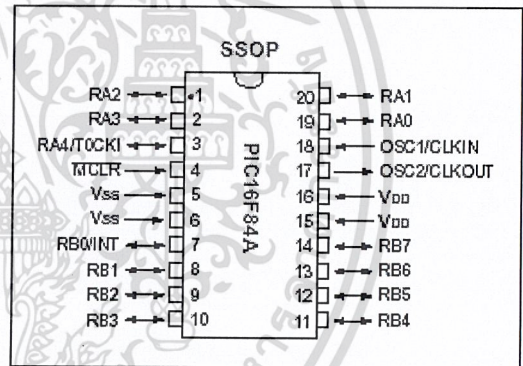 SSOP
RA2 1 20 RA1
RA3 2 19 RA0
RA4/T0CKI 3 18 OSC1/CLKIN
MCLR 4 17 OSC2/CLKOUT
Vss 5 16 VDD
Vss 6 15 VDD
RB0/INT 7 14 RB7
RB1 8 13 RB6
RB2 9 12 RB5
RB3 10 11 RB4
PIC16F84A